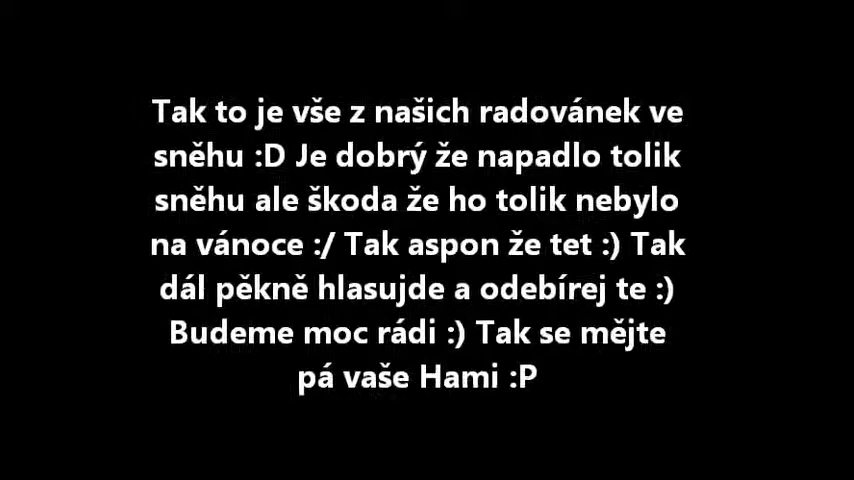 Tak to je vše z našich radovánek ve
sněhu :D Je dobrý že napadlo tolik
sněhu ale škoda že ho tolik nebylo
na vánoce :/ Tak aspon že tet :) Tak
dál pěkně hlasujde a odebírej te :)
Budeme moc rádi :) Tak se mějte
pá vaše Hami :P